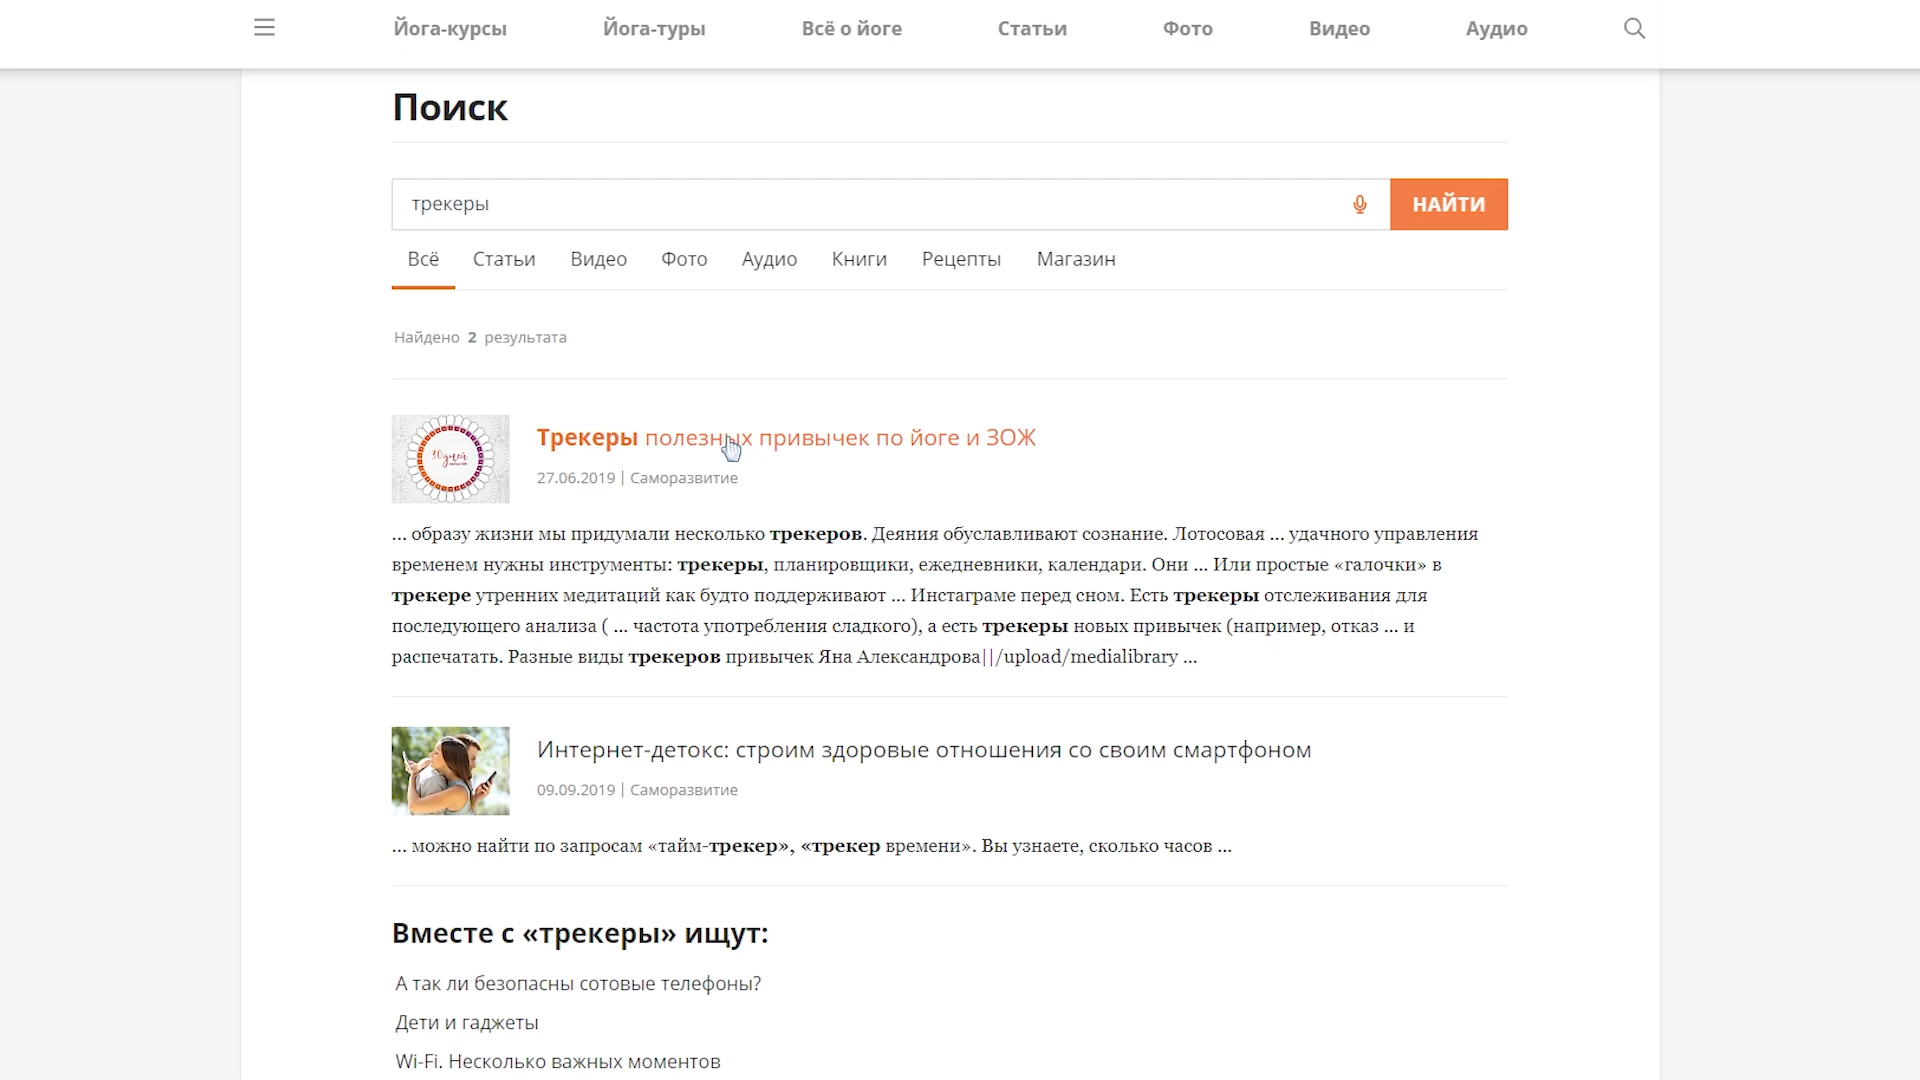 Йога-курсы Йога-туры Всё о йоге Статьи Фото Видео Аудио
Поиск
трекеры
НАЙТИ
Всё Статьи Видео Фото Аудио Книги Рецепты Магазин
Найдено 2 результата
30 дней
Трекеры полезных привычек по йоге и ЗОЖ
27.06.2019 | Саморазвитие
... образу жизни мы придумали несколько трекеров. Деяния обуславливают сознание. Лотосовая ... удачного управления
времени нужны инструменты: трекеры, планировщики, ежедневники, календари. Они ... Или простые «галочки» в
трекере утренних медитаций как будто поддерживают ... Инстаграме перед сном. Есть трекеры отслеживания для
последующего анализа ( ... частота употребления сладкого), а есть трекеры новых привычек (например, отказ ... и
распечатать. Разные виды трекеров привычек Яна Александрова||/upload/medialibrary ...
Интернет-детокс: строим здоровые отношения со своим смартфоном
09.09.2019 | Саморазвитие
... можно найти по запросам «тайм-трекер», «трекер времени». Вы узнаете, сколько часов ...
Вместе с «трекеры» ищут:
А так ли безопасны сотовые телефоны?
Дети и гаджеты
Wi-Fi. Несколько важных моментов